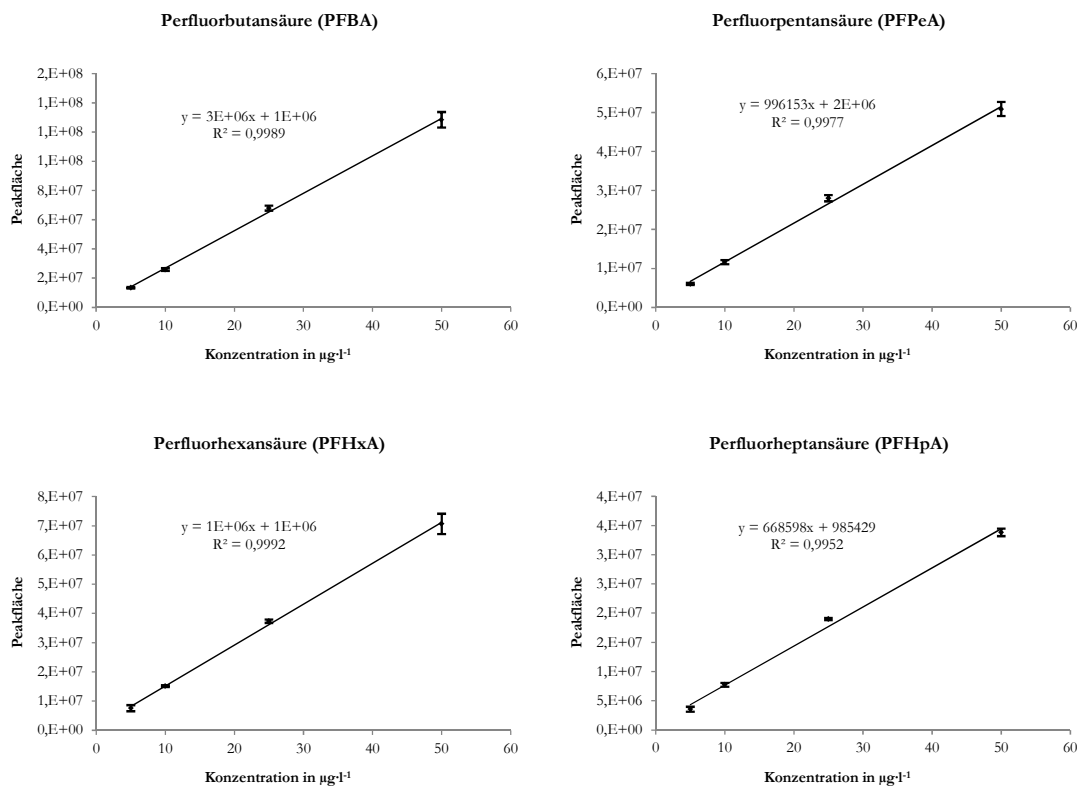 Perfluorbutansäure (PFBA)
2,E+08
1,E+08
1,E+08
1,E+08
8,E+07
6,E+07
4,E+07
2,E+07
0,E+00
Peakfläche
y = 3E+06x + 1E+06
R² = 0,9989
0 10 20 30 40 50 60
Konzentration in µg·l⁻¹
Perfluorpentansäure (PFPeA)
6,E+07
5,E+07
4,E+07
3,E+07
2,E+07
1,E+07
0,E+00
Peakfläche
y = 996153x + 2E+06
R² = 0,9977
0 10 20 30 40 50 60
Konzentration in µg·l⁻¹
Perfluorhexansäure (PFHxA)
8,E+07
7,E+07
6,E+07
5,E+07
4,E+07
3,E+07
2,E+07
1,E+07
0,E+00
Peakfläche
y = 1E+06x + 1E+06
R² = 0,9992
0 10 20 30 40 50 60
Konzentration in µg·l⁻¹
Perfluorheptansäure (PFHpA)
4,E+07
4,E+07
3,E+07
3,E+07
2,E+07
2,E+07
1,E+07
5,E+06
0,E+00
Peakfläche
y = 668598x + 985429
R² = 0,9952
0 10 20 30 40 50 60
Konzentration in µg·l⁻¹